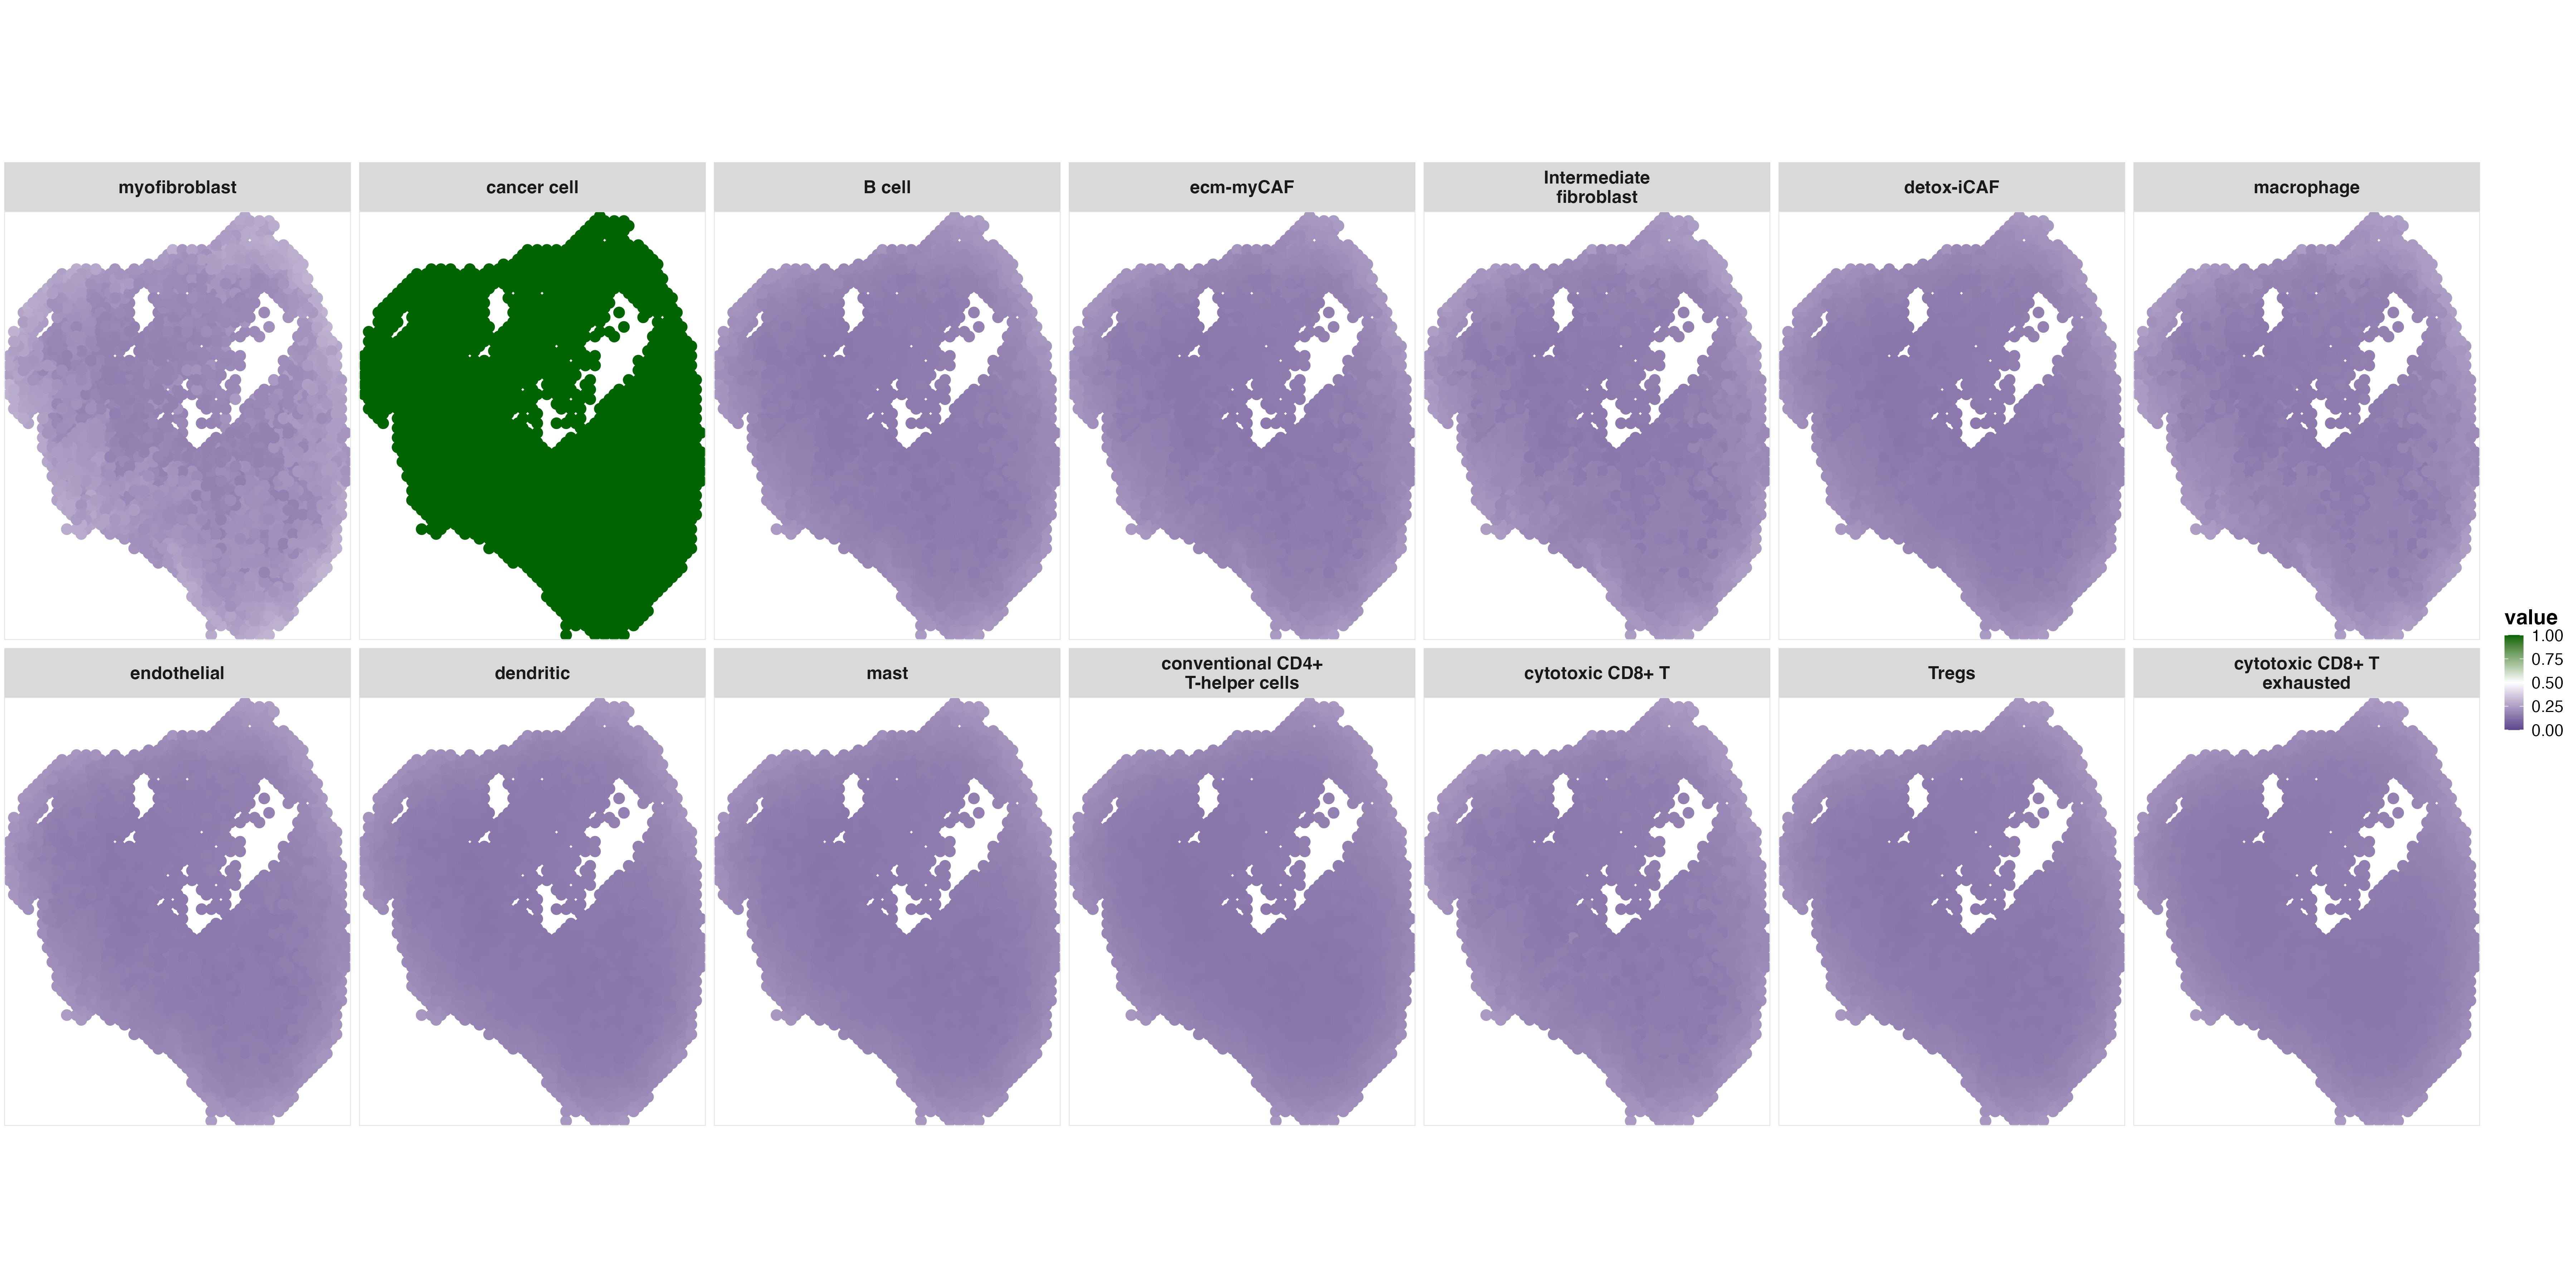 myofibroblast
cancer cell
B cell
ecm-myCAF
Intermediate
fibroblast
detox-iCAF
macrophage
endothelial
dendritic
mast
conventional CD4+
T-helper cells
cytotoxic CD8+ T
Tregs
cytotoxic CD8+ T
exhausted
value
1.00
0.75
0.50
0.25
0.00